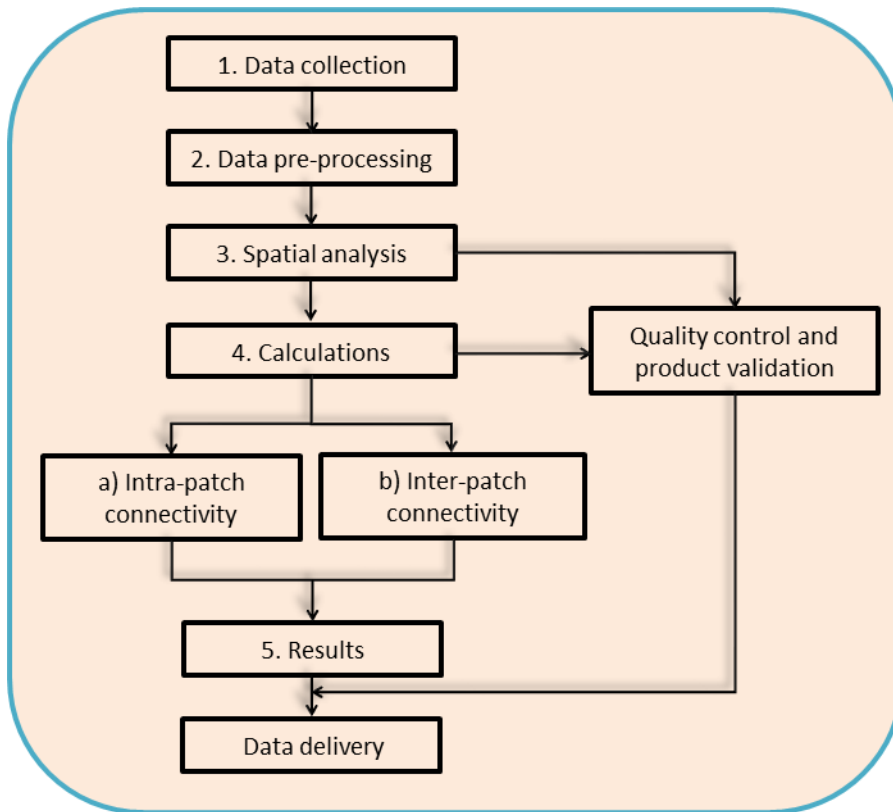 1. Data collection
2. Data pre-processing
3. Spatial analysis
4. Calculations
Quality control and
product validation
a) Intra-patch
connectivity
b) Inter-patch
connectivity
5. Results
Data delivery